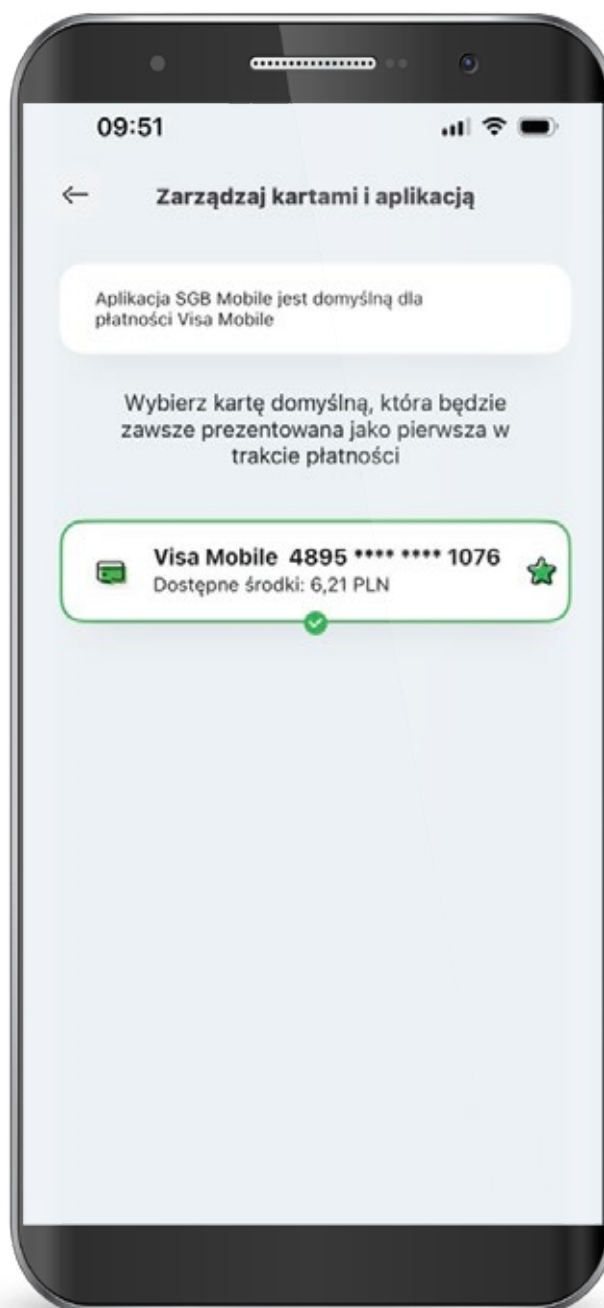 09:51
Zarządzaj kartami i aplikacją
Aplikacja SGB Mobile jest domyślną dla
płatności Visa Mobile
Wybierz kartę domyślną, która będzie
zawsze prezentowana jako pierwsza w
trakcie płatności
Visa Mobile 4895 **** **** 1076
Dostępne środki: 6,21 PLN